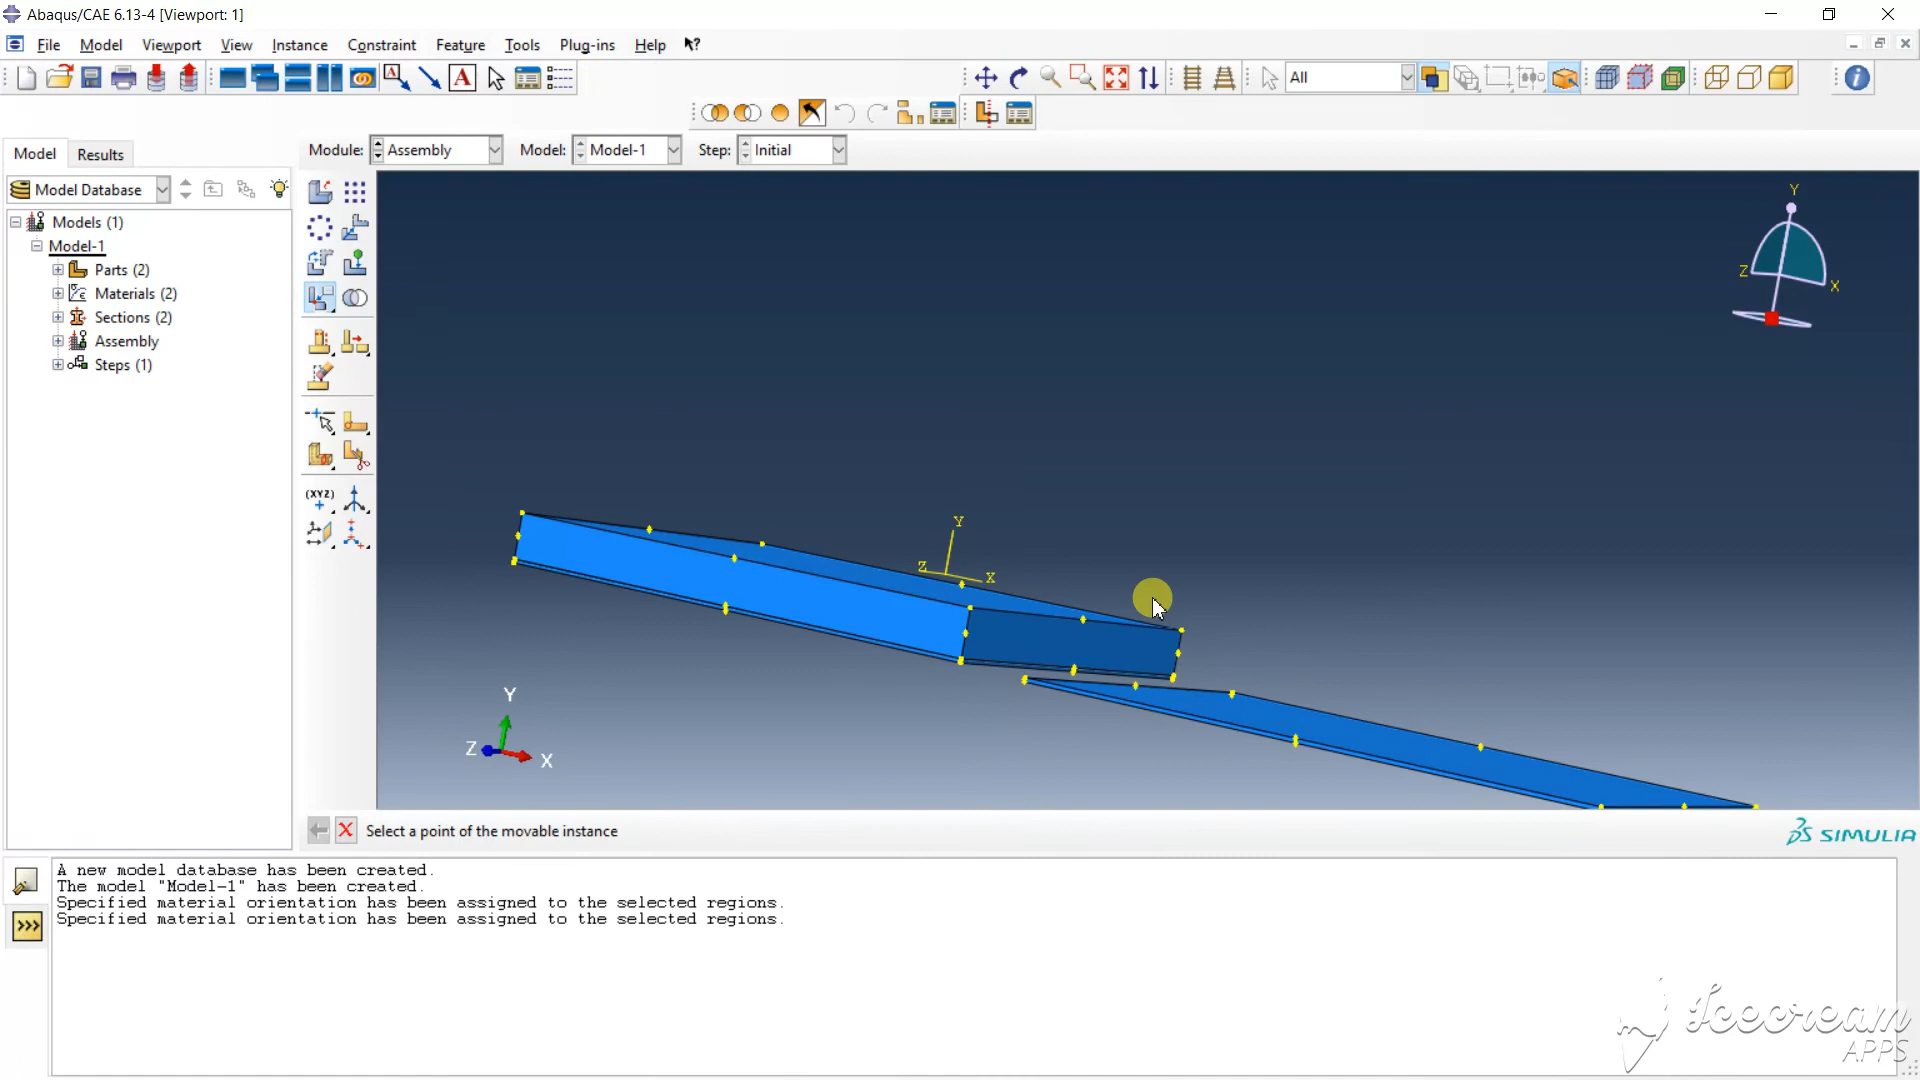 Abaqus/CAE 6.13-4 [Viewport: 1]
File Model Viewport View Instance Constraint Feature Tools Plug-ins Help ?
A A All i
Module: Assembly Model: Model-1 Step: Initial
Model Results
Model Database
Models (1)
Model-1
Parts (2)
Materials (2)
Sections (2)
Assembly
Steps (1)
(XYZ)
Y
Z
X
Y
Z
X
Y
Z
X
Select a point of the movable instance
SIMULIA
A new model database has been created.
The model "Model-1" has been created.
Specified material orientation has been assigned to the selected regions.
Specified material orientation has been assigned to the selected regions.
>>>
Icecream
APPS